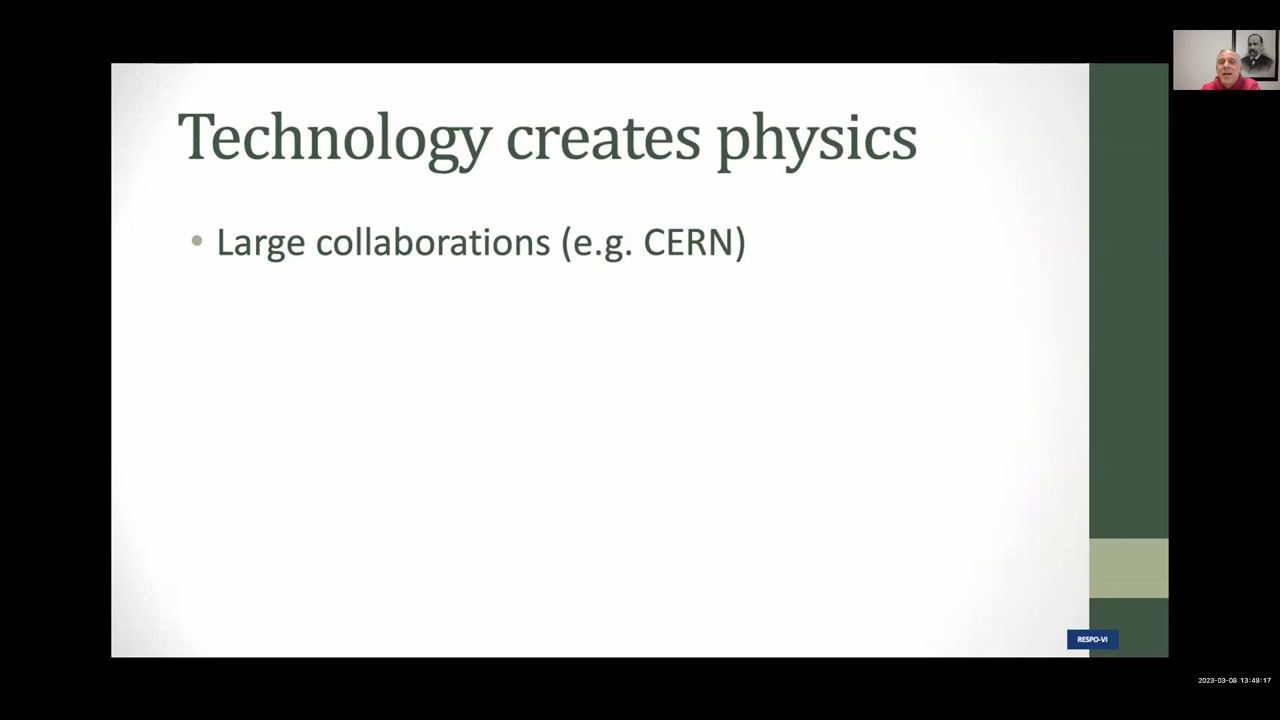 Technology creates physics
• Large collaborations (e.g. CERN)
RESPO-VI
2023-03-08 13:49:17